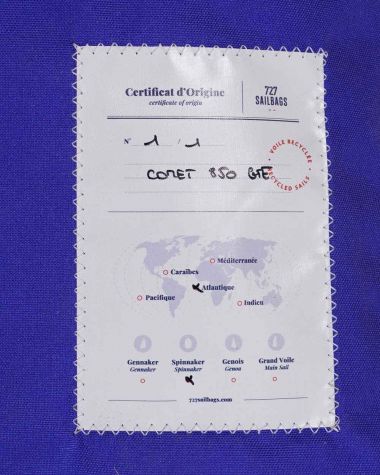 Certificat d'Origine
certificate of origin
727
SAILBAGS
N° 1 / 1
COMET 850 GTE
VOILE RECYCLÉE
RECYCLED SAILS
Méditerranée
Caraïbes
Atlantique
Pacifique
Indien
Gennaker Spinnaker Genois Grand Voile
Gennaker Spinnaker Genoa Main Sail
727sailbags.com